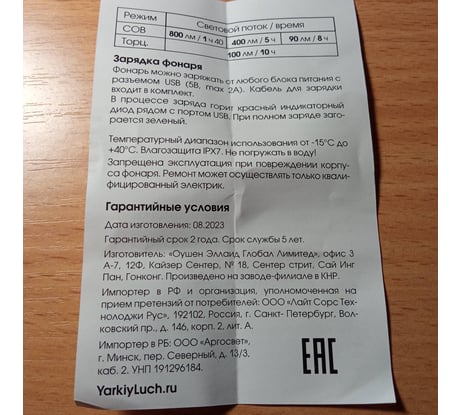 Режим Световой поток / время
COB 800 лм / 1 ч 40 400 лм / 5 ч 90 лм / 8 ч
Торц. 100 лм / 10 ч
Зарядка фонаря
Фонарь можно заряжать от любого блока питания с
разъемом USB (5В, max 2А). Кабель для зарядки
входит в комплект.
В процессе заряда горит красный индикаторный
диод рядом с портом USB. При полном заряде заго-
рается зеленый.
Температурный диапазон использования от -15°С до
+40°С. Влагозащита IPX7. Не погружать в воду!
Запрещена эксплуатация при повреждении корпу-
са фонаря. Ремонт может осуществлять только квали-
фицированный электрик.
Гарантийные условия
Дата изготовления: 08.2023
Гарантийный срок 2 года. Срок службы 5 лет.
Изготовитель: «Оушен Эллаид Глобал Лимитед», офис 3
А-7, 12Ф, Кайзер Сентер, № 18, Сентер стрит, Сай Инг
Пан, Гонконг. Произведено на заводе-филиале в КНР.
Импортер в РФ и организация, уполномоченная на
прием претензий от потребителей: ООО «Лайт Сорс Тех-
нолоджи Рус», 192102, Россия, г. Санкт- Петербург, Вол-
ковский пр., д. 146, корп. 2, лит. А.
Импортер в РБ: ООО «Аргосвет»,
г. Минск, пер. Северный, д. 13/3,
каб. 2. УНП 191296184.
EAC
YarkiyLuch.ru